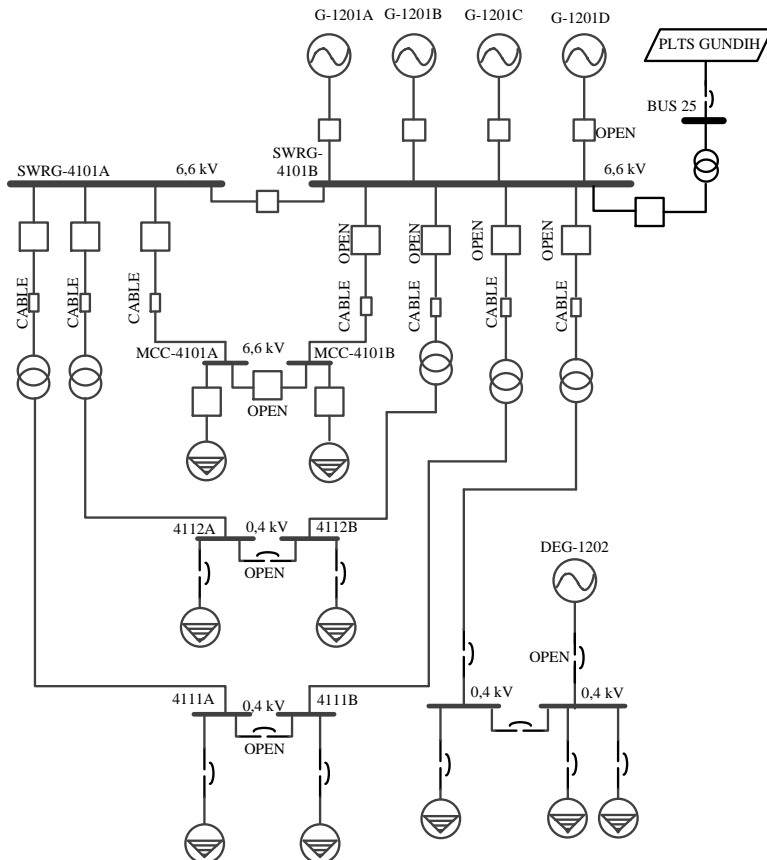 G-1201A
G-1201B
G-1201C
G-1201D
PLTS GUNDIH
BUS 25
OPEN
SWRG-
4101B
SWRG-4101A
6,6 kV
6,6 kV
OPEN
OPEN
OPEN
OPEN
CABLE
CABLE
CABLE
CABLE
CABLE
CABLE
CABLE
MCC-4101A
6,6 kV
MCC-4101B
OPEN
4112A
0,4 kV
4112B
OPEN
DEG-1202
OPEN
4111A
0,4 kV
4111B
OPEN
0,4 kV
0,4 kV